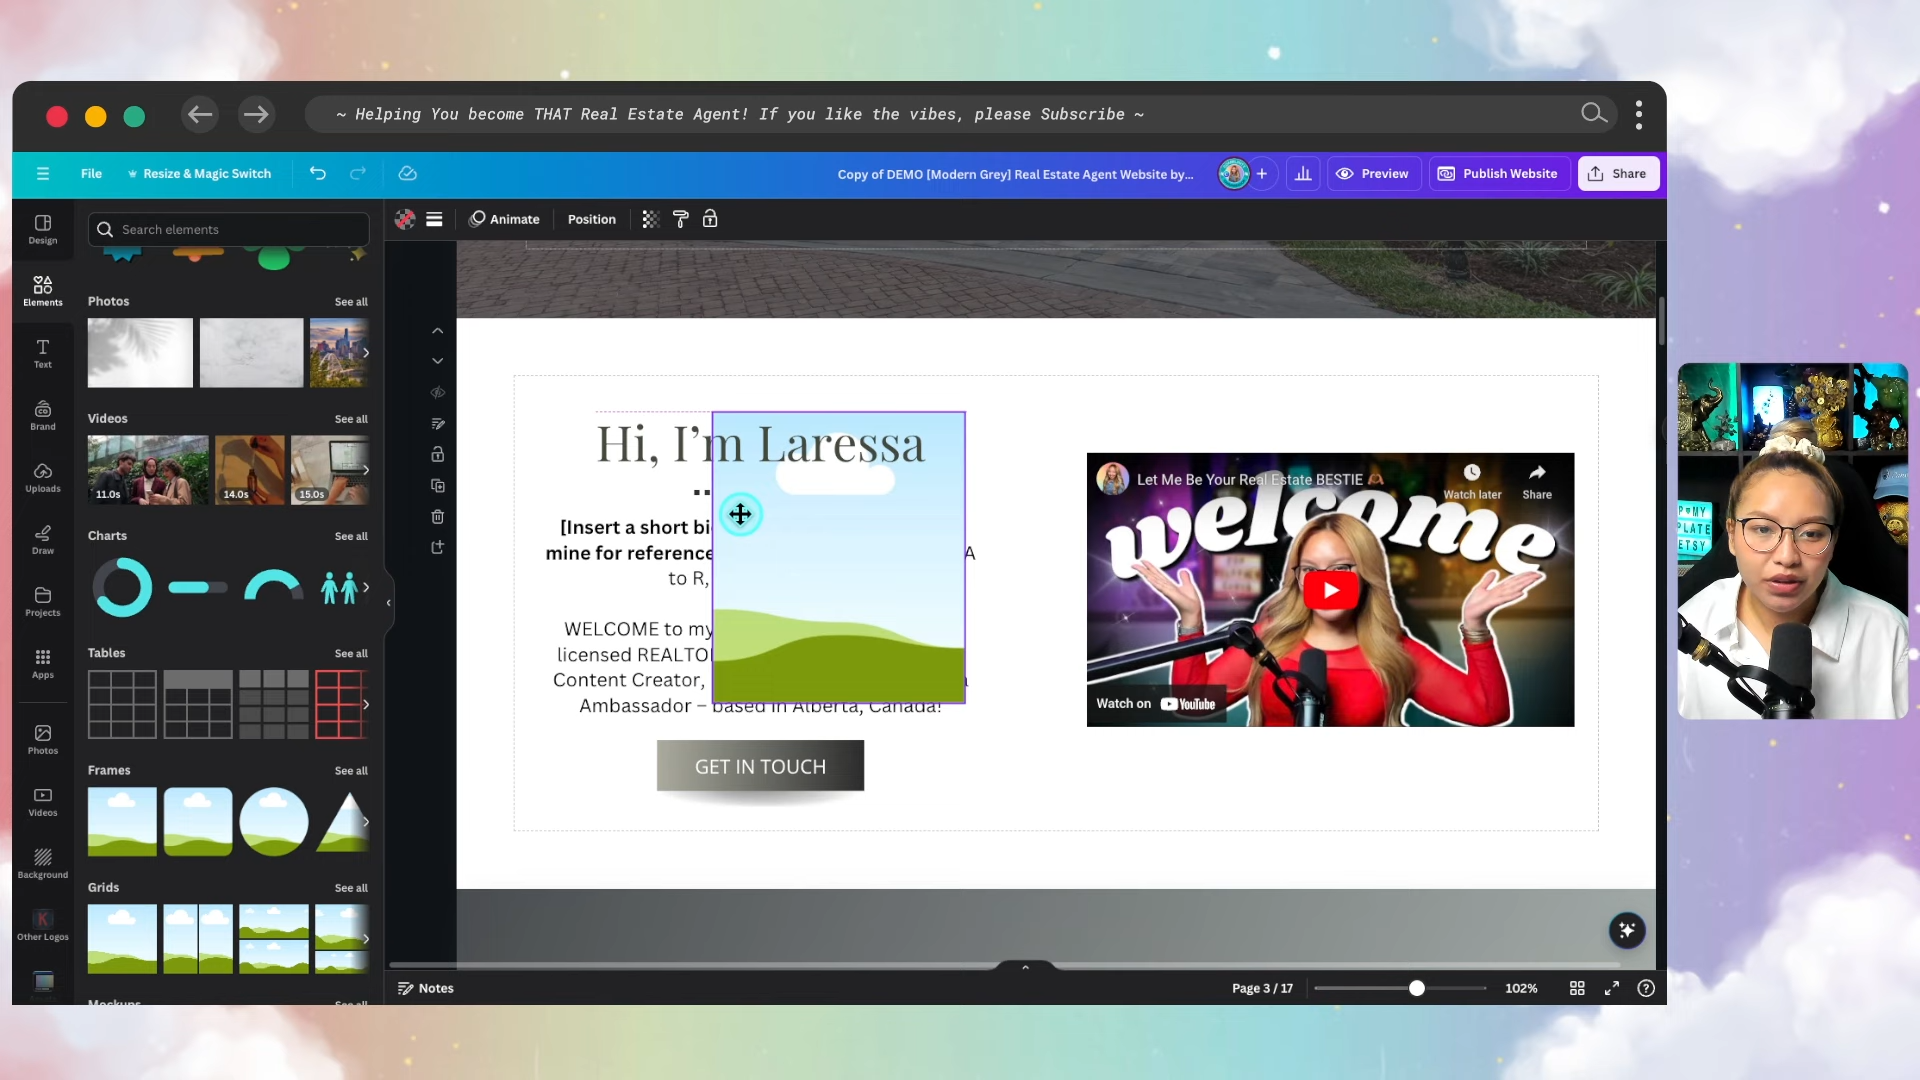 ~ Helping You become THAT Real Estate Agent! If you like the vibes, please Subscribe ~
File
Resize & Magic Switch
Copy of DEMO [Modern Grey] Real Estate Agent Website by...
Preview
Publish Website
Share
Design
Elements
Text
Brand
Uploads
Draw
Projects
Apps
Photos
Videos
Background
Other Logos
Search elements
Photos
See all
Videos
See all
11.0s
14.0s
15.0s
Charts
See all
Tables
See all
Frames
See all
Grids
See all
Animate
Position
Hi, I'm Laressa
[Insert a short bi
mine for reference
A
to R,
WELCOME to my
licensed REALTO
Content Creator,
Ambassador – based in Alberta, Canada!
GET IN TOUCH
Let Me Be Your Real Estate BESTIE
Watch later
Share
welcome
Watch on YouTube
Notes
Page 3 / 17
102%